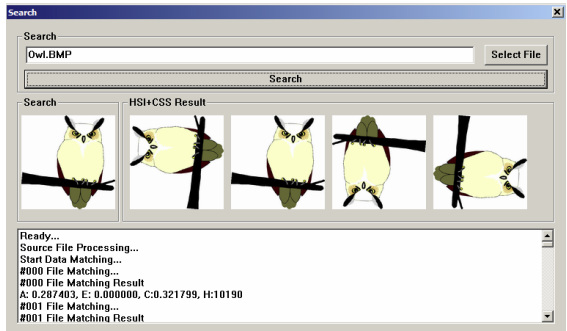 Search
Search
Owl.BMP
Select File
Search
Search
HSI+CSS Result
Ready...
Source File Processing...
Start Data Matching...
#000 File Matching...
#000 File Matching Result
A: 0.287403, E: 0.000000, C:0.321799, H:10190
#001 File Matching...
#001 File Matching Result